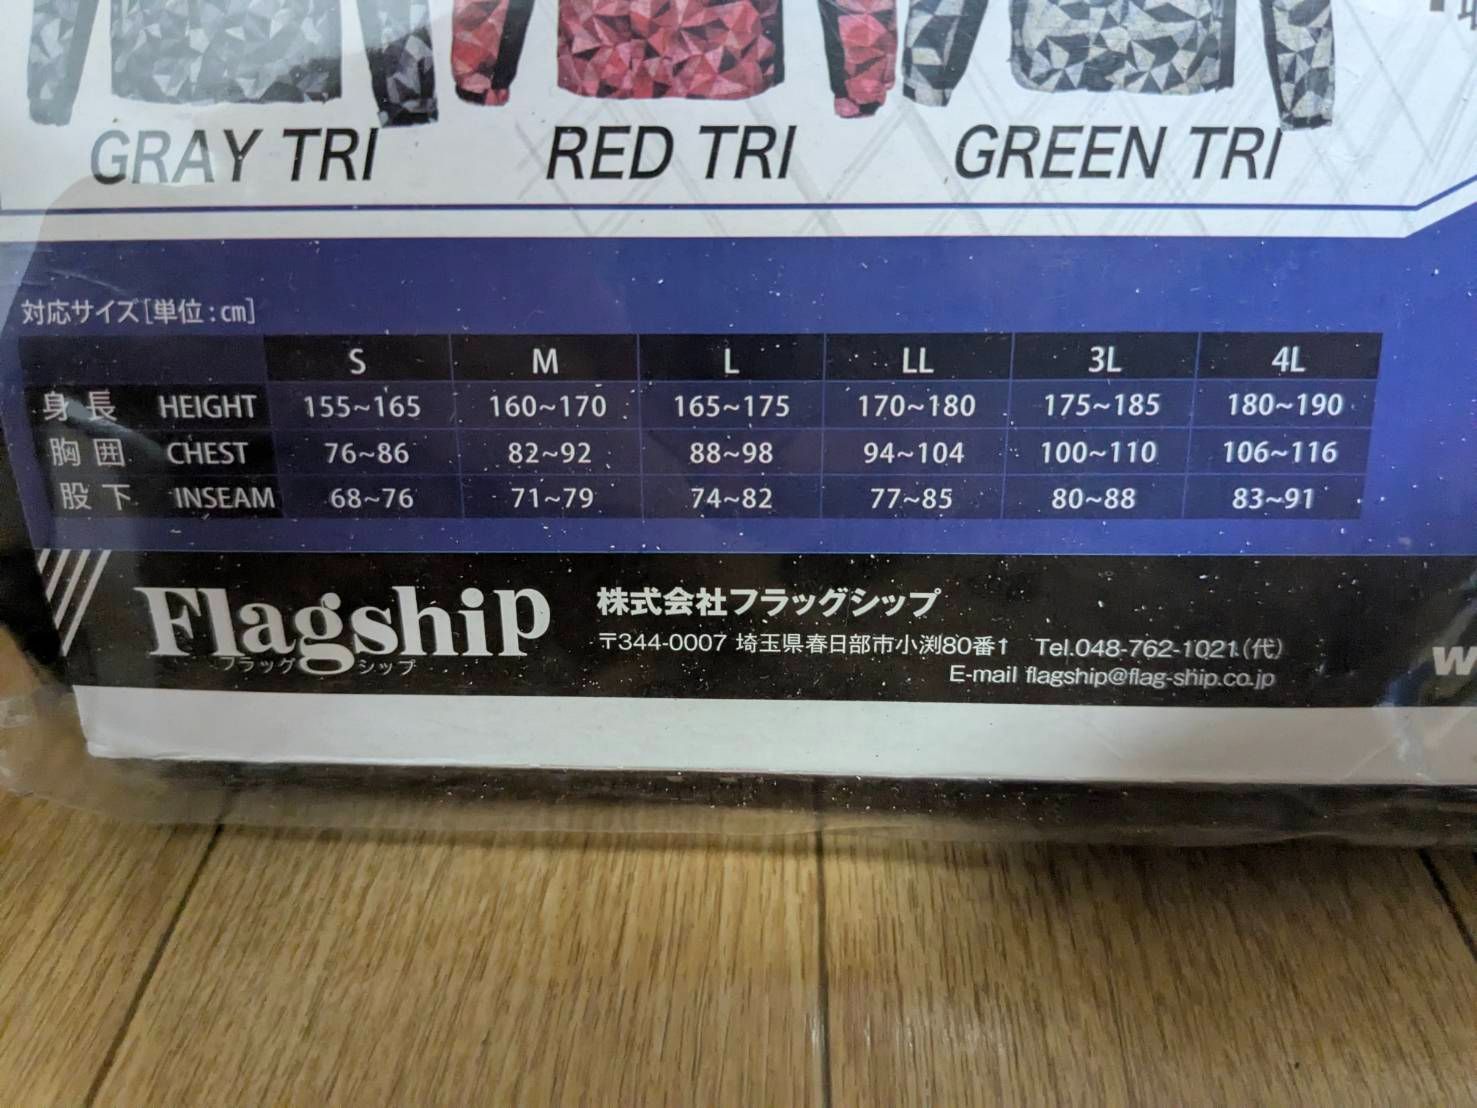 GRAY TRI RED TRI GREEN TRI
対応サイズ[単位:cm]
S M L LL 3L 4L
身長 HEIGHT 155~165 160~170 165~175 170~180 175~185 180~190
胸囲 CHEST 76~86 82~92 88~98 94~104 100~110 106~116
股下 INSEAM 68~76 71~79 74~82 77~85 80~88 83~91
Flagship
フラッグシップ
株式会社フラッグシップ
〒344-0007 埼玉県春日部市小渕80番1 Tel.048-762-1021(代)
E-mail flagship@flag-ship.co.jp
w